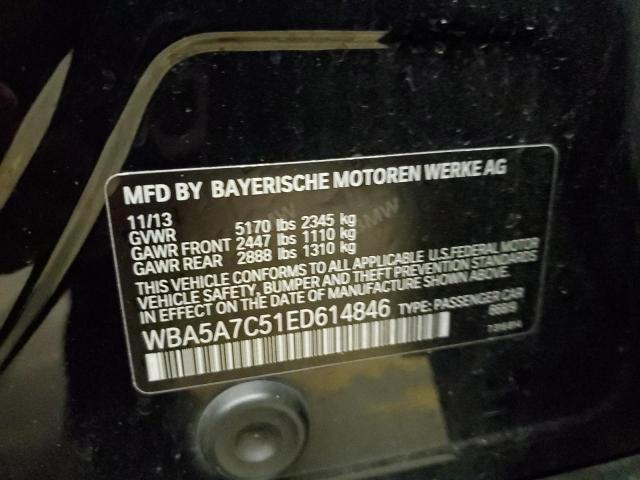 MFD BY BAYERISCHE MOTOREN WERKE AG
11/13
GVWR 5170 lbs 2345 kg
GAWR FRONT 2447 lbs 1110 kg
GAWR REAR 2888 lbs 1310 kg
THIS VEHICLE CONFORMS TO ALL APPLICABLE U.S.FEDERAL MOTOR
VEHICLE SAFETY, BUMPER AND THEFT PREVENTION STANDARDS
IN EFFECT ON THE DATE OF MANUFACTURE SHOWN ABOVE.
WBA5A7C51ED614846 TYPE: PASSENGER CAR